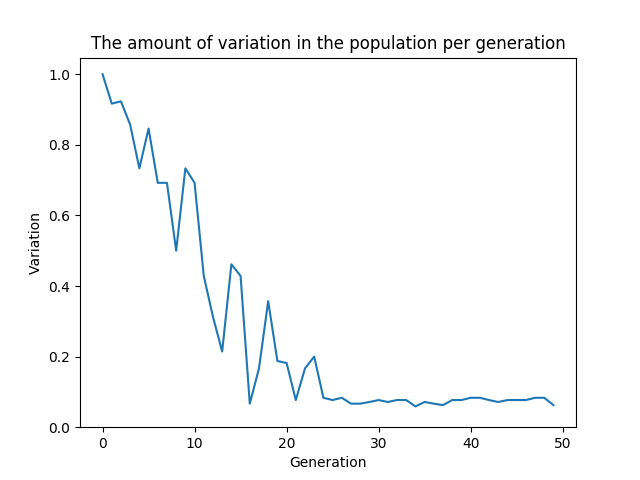 The amount of variation in the population per generation
1.0
0.8
0.6
0.4
0.2
0.0
Variation
0 10 20 30 40 50
Generation